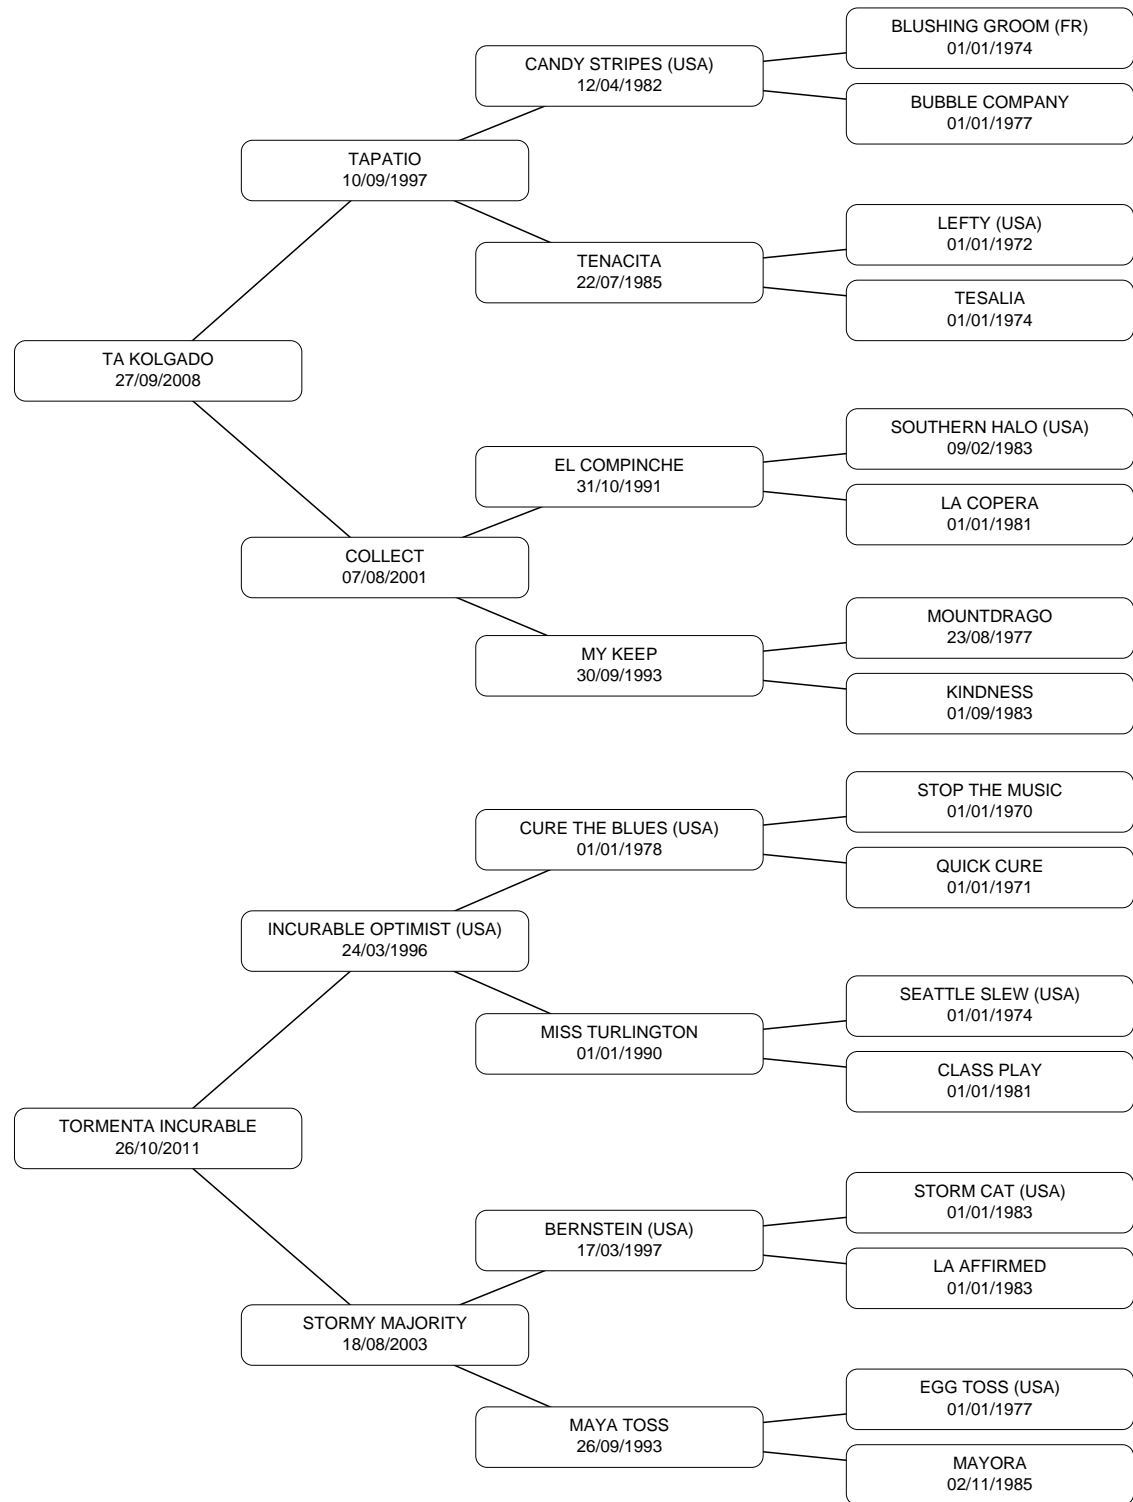 BLUSHING GROOM (FR)
01/01/1974
CANDY STRIPES (USA)
12/04/1982
BUBBLE COMPANY
01/01/1977
TAPATIO
10/09/1997
LEFTY (USA)
01/01/1972
TENACITA
22/07/1985
TESALIA
01/01/1974
TA KOLGADO
27/09/2008
SOUTHERN HALO (USA)
09/02/1983
EL COMPINCHE
31/10/1991
LA COPERA
01/01/1981
COLLECT
07/08/2001
MOUNTDRAGO
23/08/1977
MY KEEP
30/09/1993
KINDNESS
01/09/1983
STOP THE MUSIC
01/01/1970
CURE THE BLUES (USA)
01/01/1978
QUICK CURE
01/01/1971
INCURABLE OPTIMIST (USA)
24/03/1996
SEATTLE SLEW (USA)
01/01/1974
MISS TURLINGTON
01/01/1990
CLASS PLAY
01/01/1981
TORMENTA INCURABLE
26/10/2011
STORM CAT (USA)
01/01/1983
BERNSTEIN (USA)
17/03/1997
LA AFFIRMED
01/01/1983
STORMY MAJORITY
18/08/2003
EGG TOSS (USA)
01/01/1977
MAYA TOSS
26/09/1993
MAYORA
02/11/1985